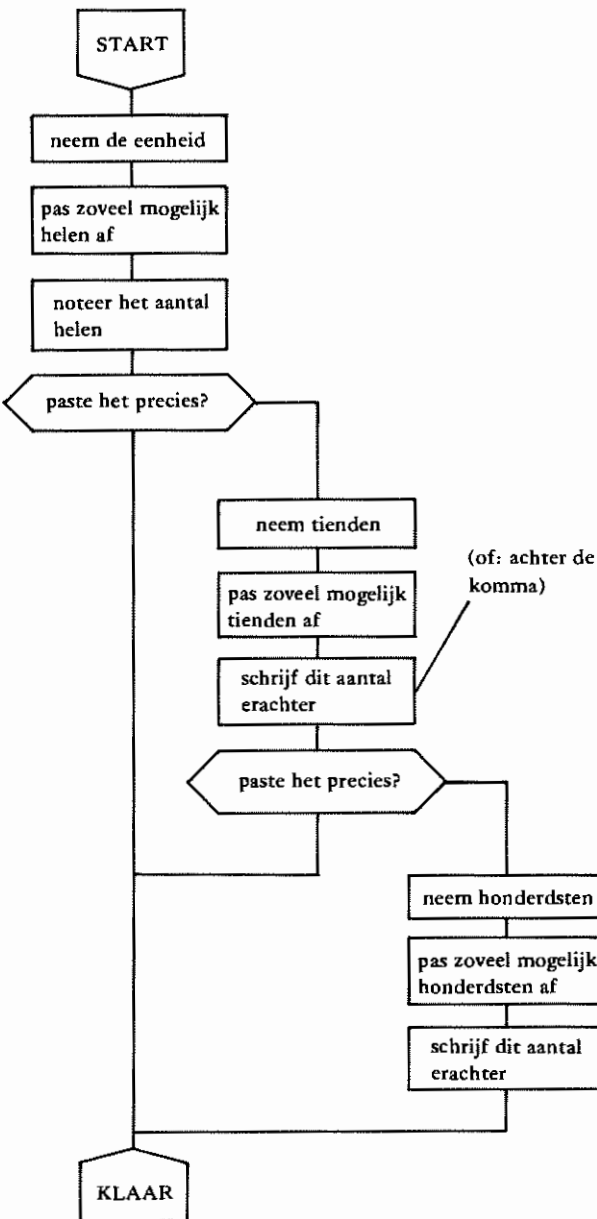 START
neem de eenheid
pas zoveel mogelijk
helen af
noteer het aantal
helen
paste het precies?
neem tienden
(of: achter de
komma)
pas zoveel mogelijk
tienden af
schrijf dit aantal
erachter
paste het precies?
neem honderdsten
pas zoveel mogelijk
honderdsten af
schrijf dit aantal
erachter
KLAAR